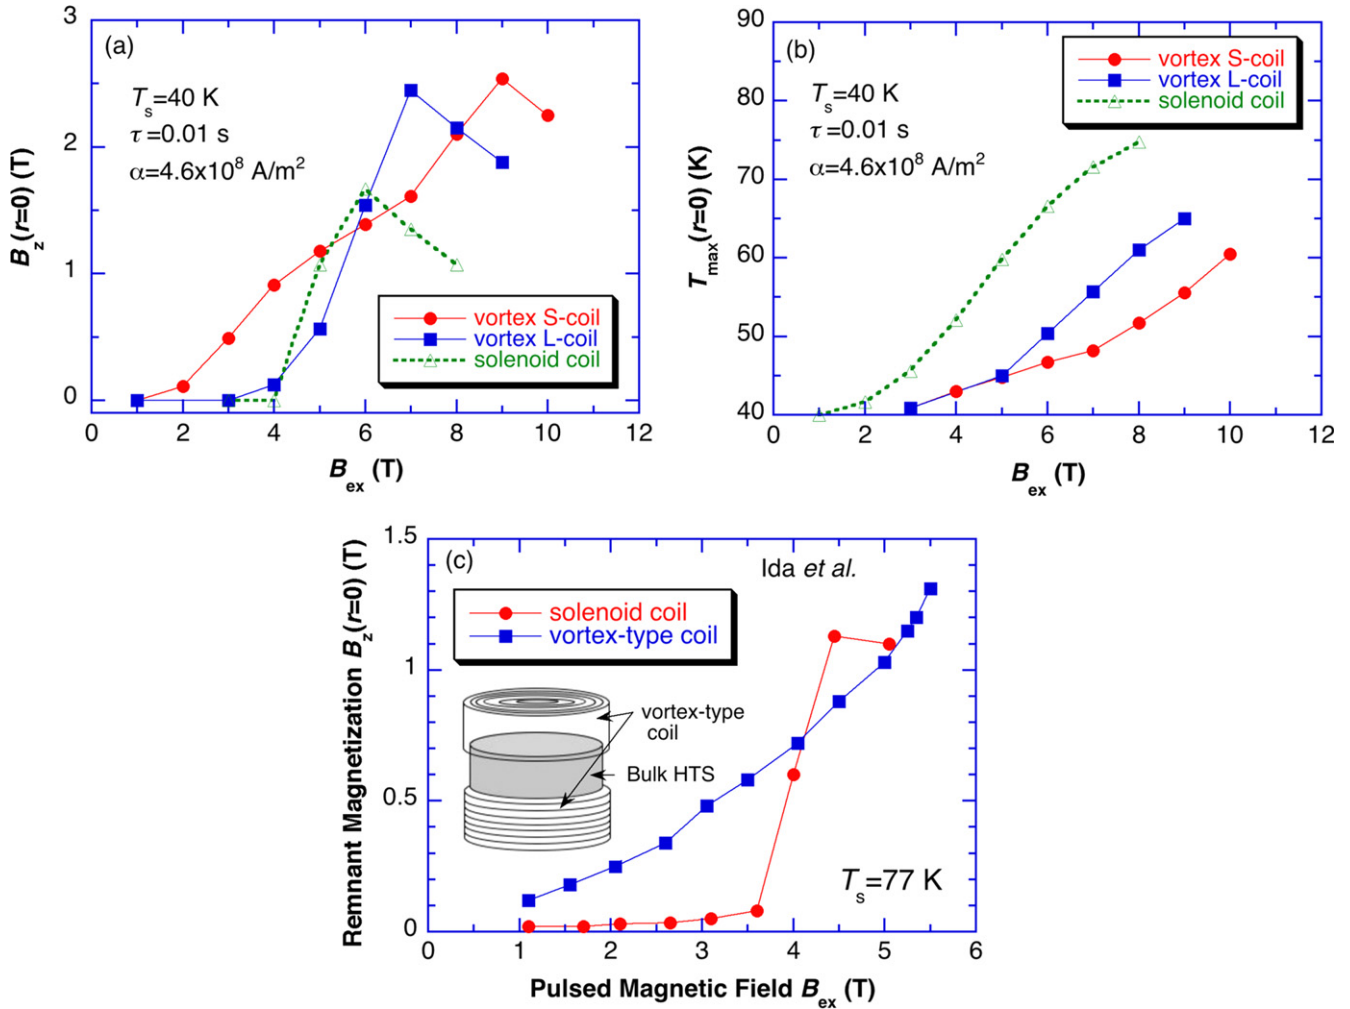 (a)
T_s=40 K
τ=0.01 s
α=4.6x10^8 A/m^2
vortex S-coil
vortex L-coil
solenoid coil
B_z (r=0) (T)
3
2
1
0
0 2 4 6 8 10 12
B_ex (T)
(b)
T_s=40 K
τ=0.01 s
α=4.6x10^8 A/m^2
vortex S-coil
vortex L-coil
solenoid coil
T_max(r=0) (K)
90
80
70
60
50
40
0 2 4 6 8 10 12
B_ex (T)
(c)
Ida et al.
solenoid coil
vortex-type coil
vortex-type
coil
Bulk HTS
T_s=77 K
Remnant Magnetization B_z(r=0) (T)
1.5
1
0.5
0
0 1 2 3 4 5 6
Pulsed Magnetic Field B_ex (T)